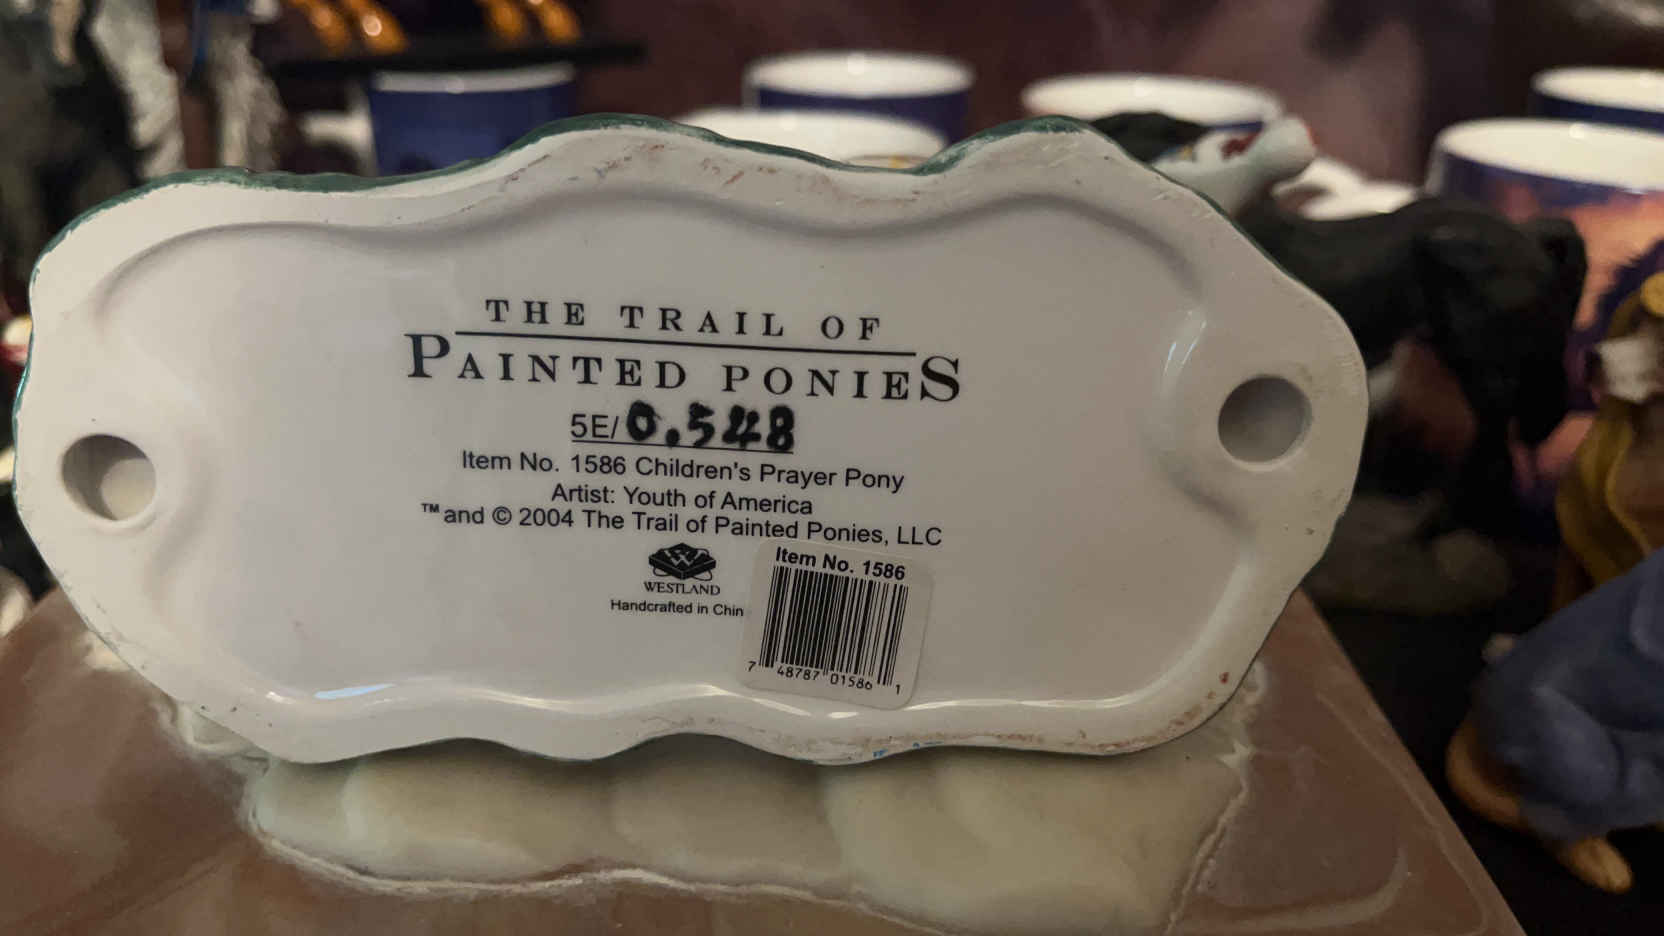 THE TRAIL OF
PAINTED PONIES
5E/0.548
Item No. 1586 Children's Prayer Pony
Artist: Youth of America
™ and © 2004 The Trail of Painted Ponies, LLC
WESTLAND
Handcrafted in Chin
Item No. 1586
7 48787 01586 1